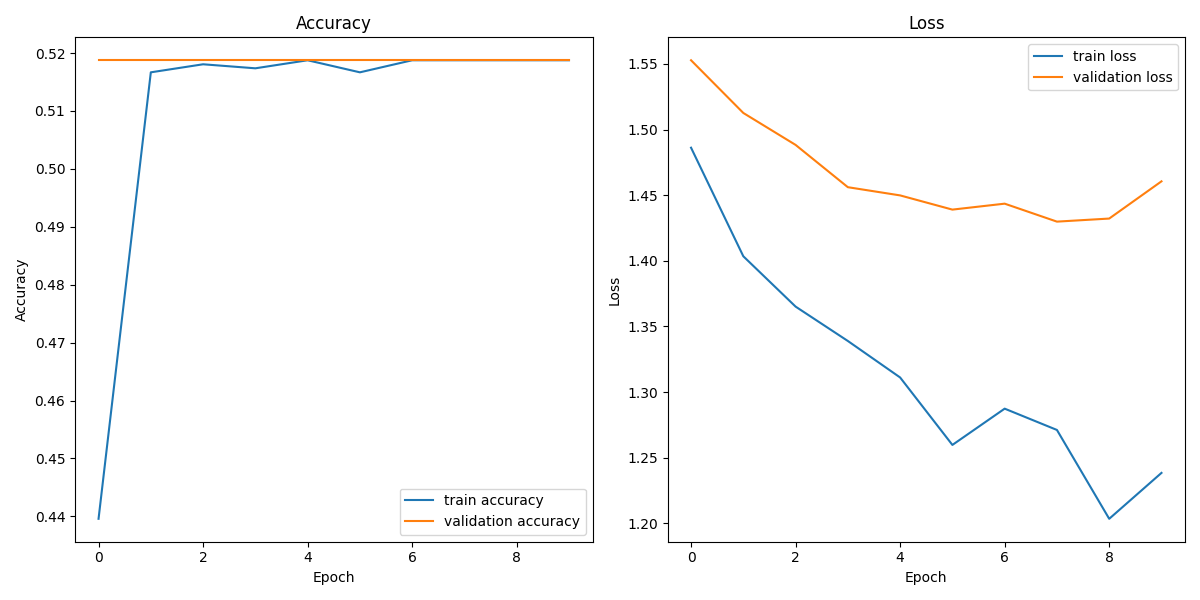 Accuracy
0.52
0.51
0.50
0.49
0.48
0.47
0.46
0.45
0.44
Accuracy
train accuracy
validation accuracy
0 2 4 6 8
Epoch
Loss
train loss
validation loss
1.55
1.50
1.45
1.40
1.35
1.30
1.25
1.20
Loss
0 2 4 6 8
Epoch